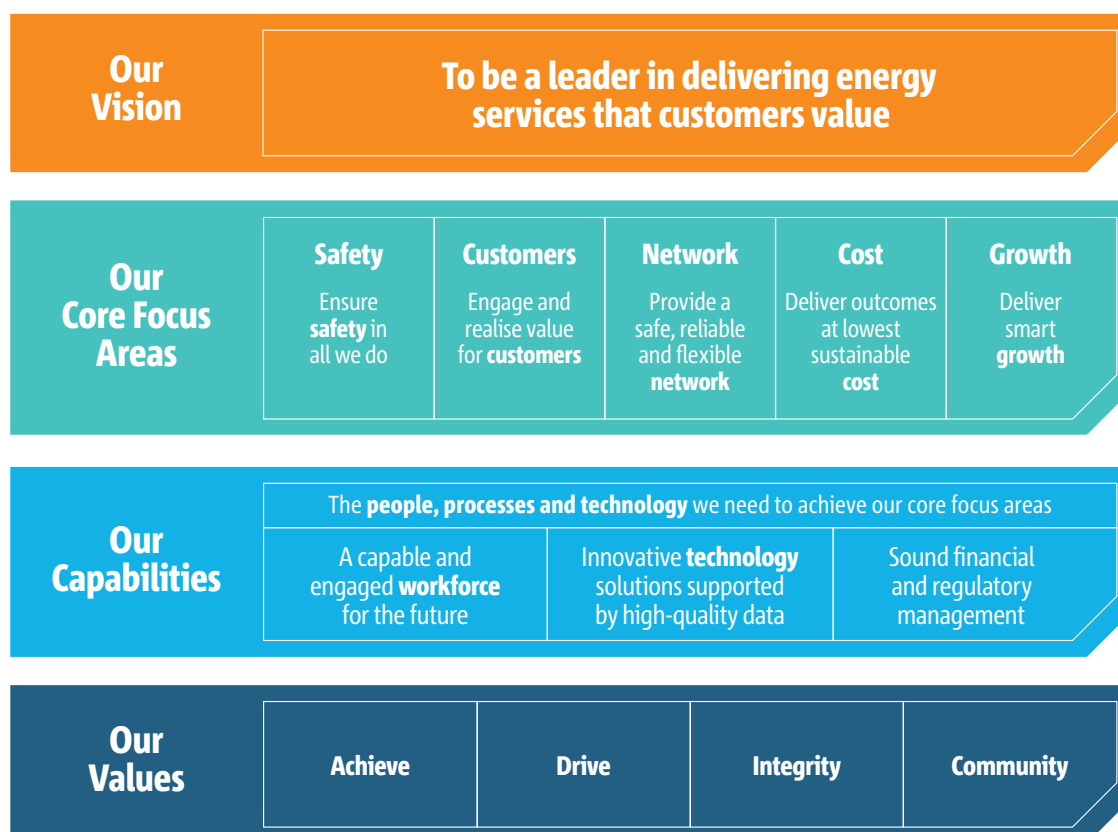 Our
Vision
To be a leader in delivering energy
services that customers value
Our
Core Focus
Areas
Safety
Ensure
safety in
all we do
Customers
Engage and
realise value
for customers
Network
Provide a
safe, reliable
and flexible
network
Cost
Deliver outcomes
at lowest
sustainable
cost
Growth
Deliver
smart
growth
Our
Capabilities
The people, processes and technology we need to achieve our core focus areas
A capable and
engaged workforce
for the future
Innovative technology
solutions supported
by high-quality data
Sound financial
and regulatory
management
Our
Values
Achieve
Drive
Integrity
Community